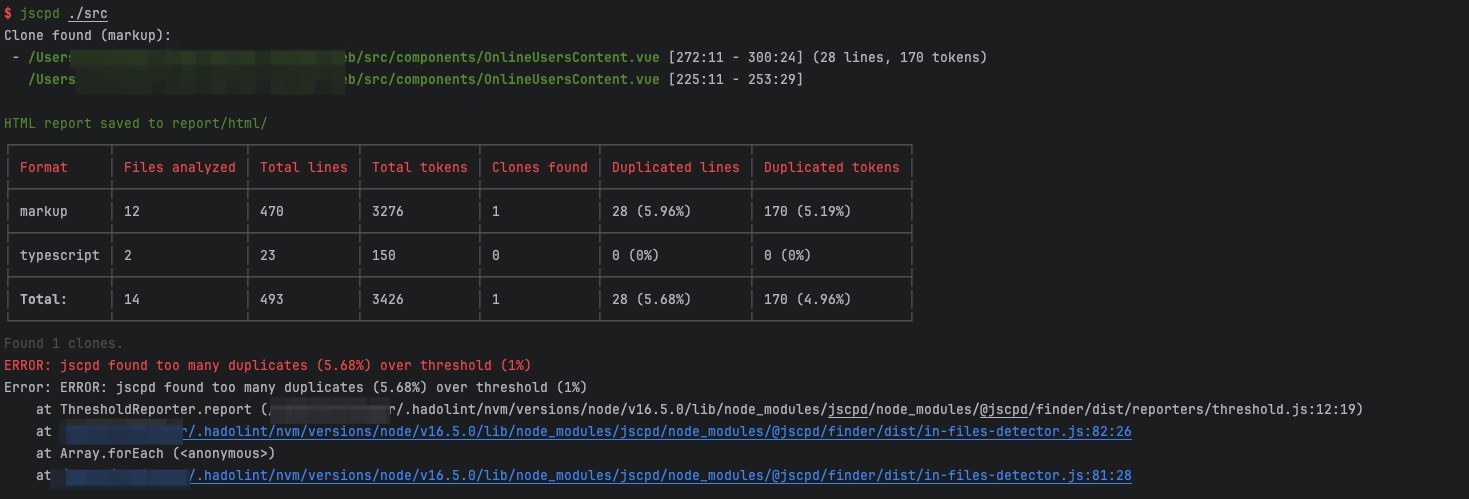 $ jscpd ./src
Clone found (markup):
- /Users eb/src/components/OnlineUsersContent.vue [272:11 - 300:24] (28 lines, 170 tokens)
/Users eb/src/components/OnlineUsersContent.vue [225:11 - 253:29]
HTML report saved to report/html/
Format Files analyzed Total lines Total tokens Clones found Duplicated lines Duplicated tokens
markup 12 470 3276 1 28 (5.96%) 170 (5.19%)
typescript 2 23 150 0 0 (0%) 0 (0%)
Total: 14 493 3426 1 28 (5.68%) 170 (4.96%)
Found 1 clones.
ERROR: jscpd found too many duplicates (5.68%) over threshold (1%)
Error: ERROR: jscpd found too many duplicates (5.68%) over threshold (1%)
at ThresholdReporter.report (/ r/.hadolint/nvm/versions/node/v16.5.0/lib/node_modules/jscpd/node_modules/@jscpd/finder/dist/reporters/threshold.js:12:19)
at r/.hadolint/nvm/versions/node/v16.5.0/lib/node_modules/jscpd/node_modules/@jscpd/finder/dist/in-files-detector.js:82:26
at Array.forEach (<anonymous>)
at /.hadolint/nvm/versions/node/v16.5.0/lib/node_modules/jscpd/node_modules/@jscpd/finder/dist/in-files-detector.js:81:28